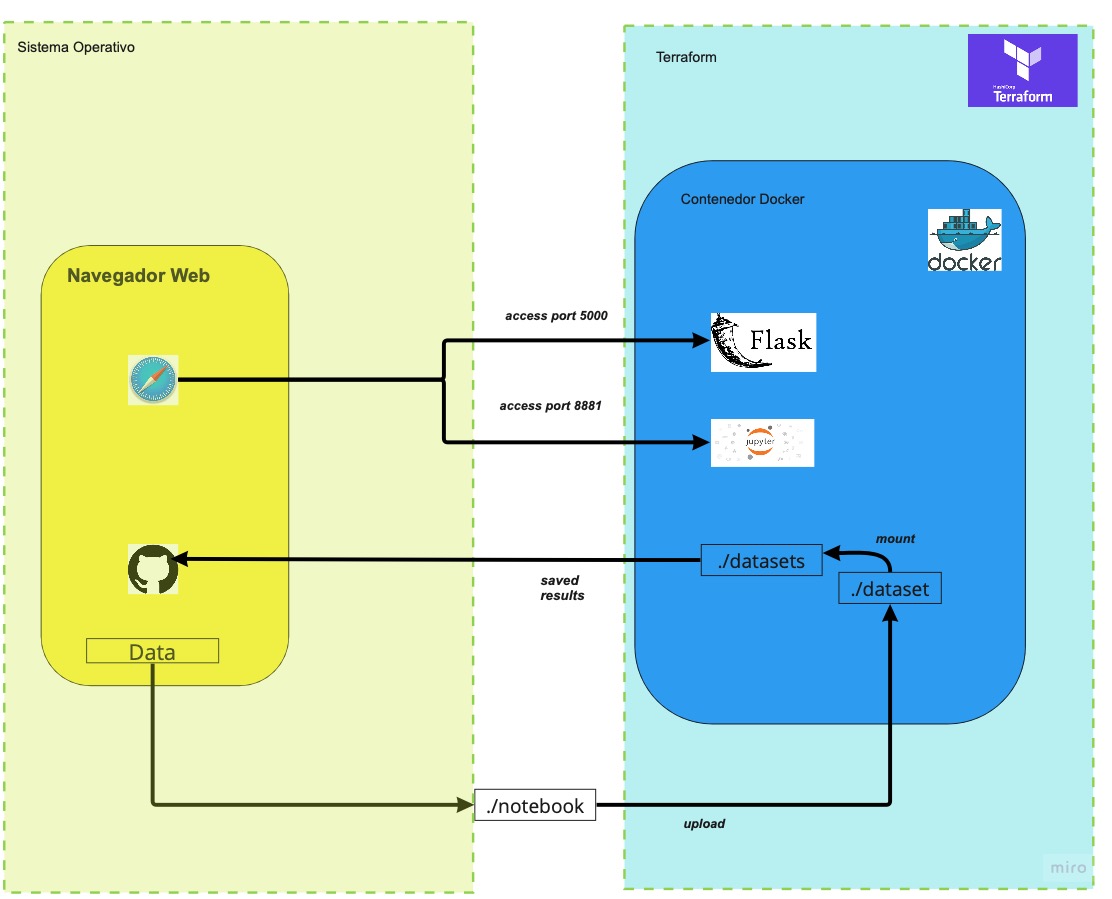 Sistema Operativo
Terraform
HashiCorp
Terraform
Contenedor Docker
docker
Navegador Web
access port 5000
Flask
access port 8881
jupyter
mount
./datasets
./dataset
saved
results
Data
./notebook
upload
miro